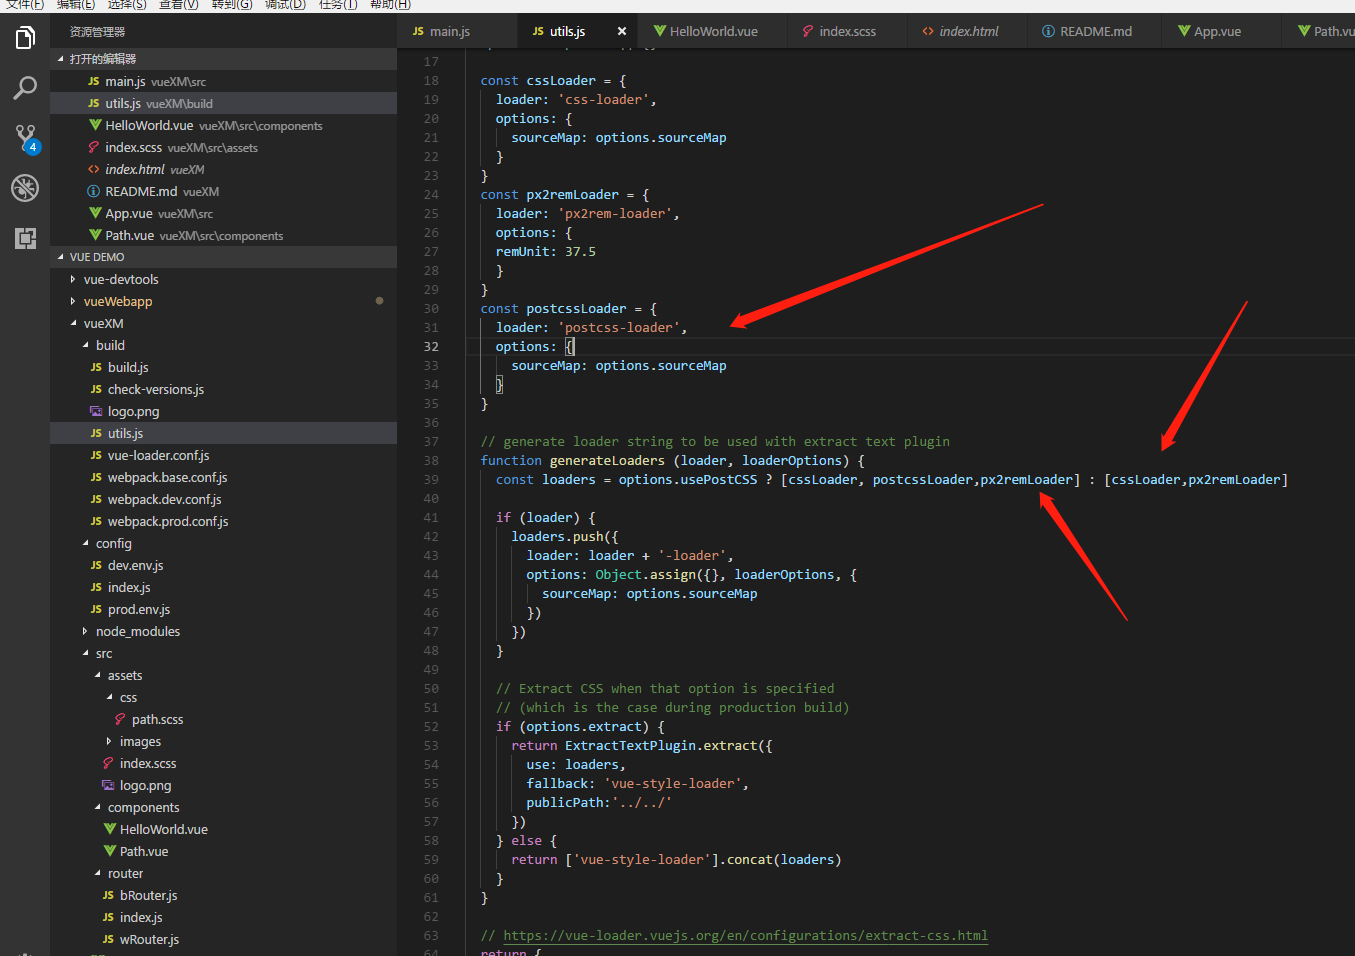 文件(F) 编辑(E) 选择(S) 查看(V) 转到(G) 调试(D) 任务(T) 帮助(H)
资源管理器
打开的编辑器
JS main.js vueXM\src
JS utils.js vueXM\build
HelloWorld.vue vueXM\src\components
index.scss vueXM\src\assets
<> index.html vueXM
README.md vueXM
App.vue vueXM\src
Path.vue vueXM\src\components
4
VUE DEMO
vue-devtools
vueWebapp
vueXM
build
JS build.js
JS check-versions.js
logo.png
JS utils.js
JS vue-loader.conf.js
JS webpack.base.conf.js
JS webpack.dev.conf.js
JS webpack.prod.conf.js
config
JS dev.env.js
JS index.js
JS prod.env.js
node_modules
src
assets
css
path.scss
images
index.scss
logo.png
components
HelloWorld.vue
Path.vue
router
JS bRouter.js
JS index.js
JS wRouter.js
JS main.js JS utils.js × HelloWorld.vue index.scss <> index.html README.md App.vue Path.vu
17
18 const cssLoader = {
19 loader: 'css-loader',
20 options: {
21 sourceMap: options.sourceMap
22 }
23 }
24 const px2remLoader = {
25 loader: 'px2rem-loader',
26 options: {
27 remUnit: 37.5
28 }
29 }
30 const postcssLoader = {
31 loader: 'postcss-loader',
32 options: {
33 sourceMap: options.sourceMap
34 }
35 }
36
37 // generate loader string to be used with extract text plugin
38 function generateLoaders (loader, loaderOptions) {
39 const loaders = options.usePostCSS ? [cssLoader, postcssLoader,px2remLoader] : [cssLoader,px2remLoader]
40
41 if (loader) {
42 loaders.push({
43 loader: loader + '-loader',
44 options: Object.assign({}, loaderOptions, {
45 sourceMap: options.sourceMap
46 })
47 })
48 }
49
50 // Extract CSS when that option is specified
51 // (which is the case during production build)
52 if (options.extract) {
53 return ExtractTextPlugin.extract({
54 use: loaders,
55 fallback: 'vue-style-loader',
56 publicPath:'../../'
57 })
58 } else {
59 return ['vue-style-loader'].concat(loaders)
60 }
61 }
62
63 // https://vue-loader.vuejs.org/en/configurations/extract-css.html
64 return {